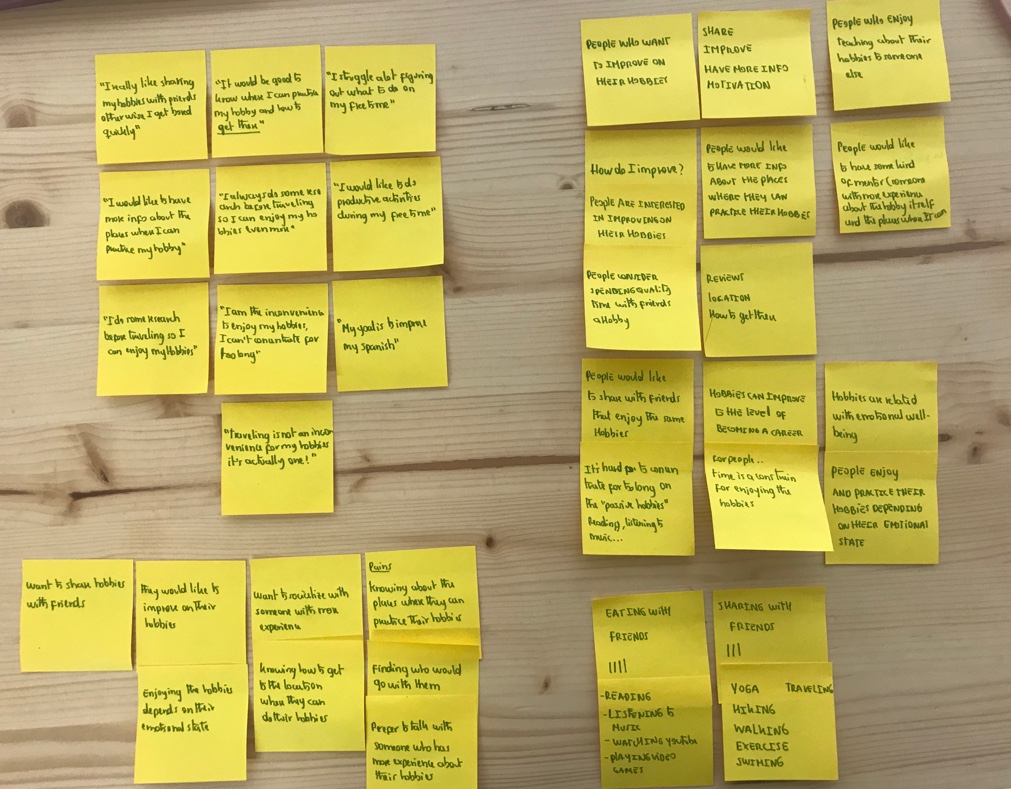 "I really like sharing
my hobbies with friends
otherwise I get bored
quickly"
"It would be good to
know where I can practice
my hobby and how to
get there"
"I struggle a lot figuring
out what to do on
my free time"
"I would like to have
more info about the
places where I can
practice my hobby"
"I always do some rese
arch before traveling
so I can enjoy my ho
bbies even more"
"I would like to do
productive activities
during my free time"
"I do some research
before traveling so I
can enjoy my Hobbies"
"I am the inconvenient
to enjoy my hobbies,
I can't concentrate for
too long"
"My goal is to improve
my spanish"
"Traveling is not an incon
venience for my hobbies
it's actually one!"
Want to share hobbies
with friends
they would like to
improve on their
hobbies
Enjoying the hobbies
depends on their
emotional state
Want to socialize with
someone with more
experience
Knowing how to get
to the location
where they can
do their hobbies
Pains
Knowing about the
places where they can
practice their hobbies
Finding who would
go with them
Prefer to talk with
someone who has
more experience about
their hobbies
PEOPLE WHO WANT
TO IMPROVE ON
THEIR HOBBIES
SHARE
IMPROVE
HAVE MORE INFO
MOTIVATION
PEOPLE WHO ENJOY
teaching about their
hobbies to someone
else
How do I improve?
PEOPLE ARE INTERESTED
IN IMPROVING ON
THEIR HOBBIES
PEOPLE would like
to HAVE MORE INFO
ABOUT THE PLACES
WHERE THEY CAN
PRACTICE THEIR HOBBIES
PEOPLE would like
to have some kind
of mentor (someone
with more experience
about the hobby itself
and the places where I can
PEOPLE CONSIDER
SPENDING QUALITY
time with friends
a Hobby
REVIEWS
LOCATION
How to get there
PEOPLE would like
to share with friends
that enjoy the same
Hobbies
HOBBIES CAN IMPROVE
to the level of
BECOMING A CAREER
Hobbies are related
with emotional well-
being
It's hard for to concen
trate for to long on
the "passive hobbies"
Reading, listening to
music...
For people..
time is a constrain
for enjoying the
hobbies
PEOPLE ENJOY
AND PRACTICE THEIR
HOBBIES DEPENDING
ON THEIR EMOTIONAL
STATE
EATING with
FRIENDS
||||
-READING
-LISTENING to
MUSIC
-WATCHING YouTube
-PLAYING VIDEO
GAMES
SHARING with
FRIENDS
|||
YOGA TRAVELING
HIKING
WALKING
EXERCISE
SWIMING